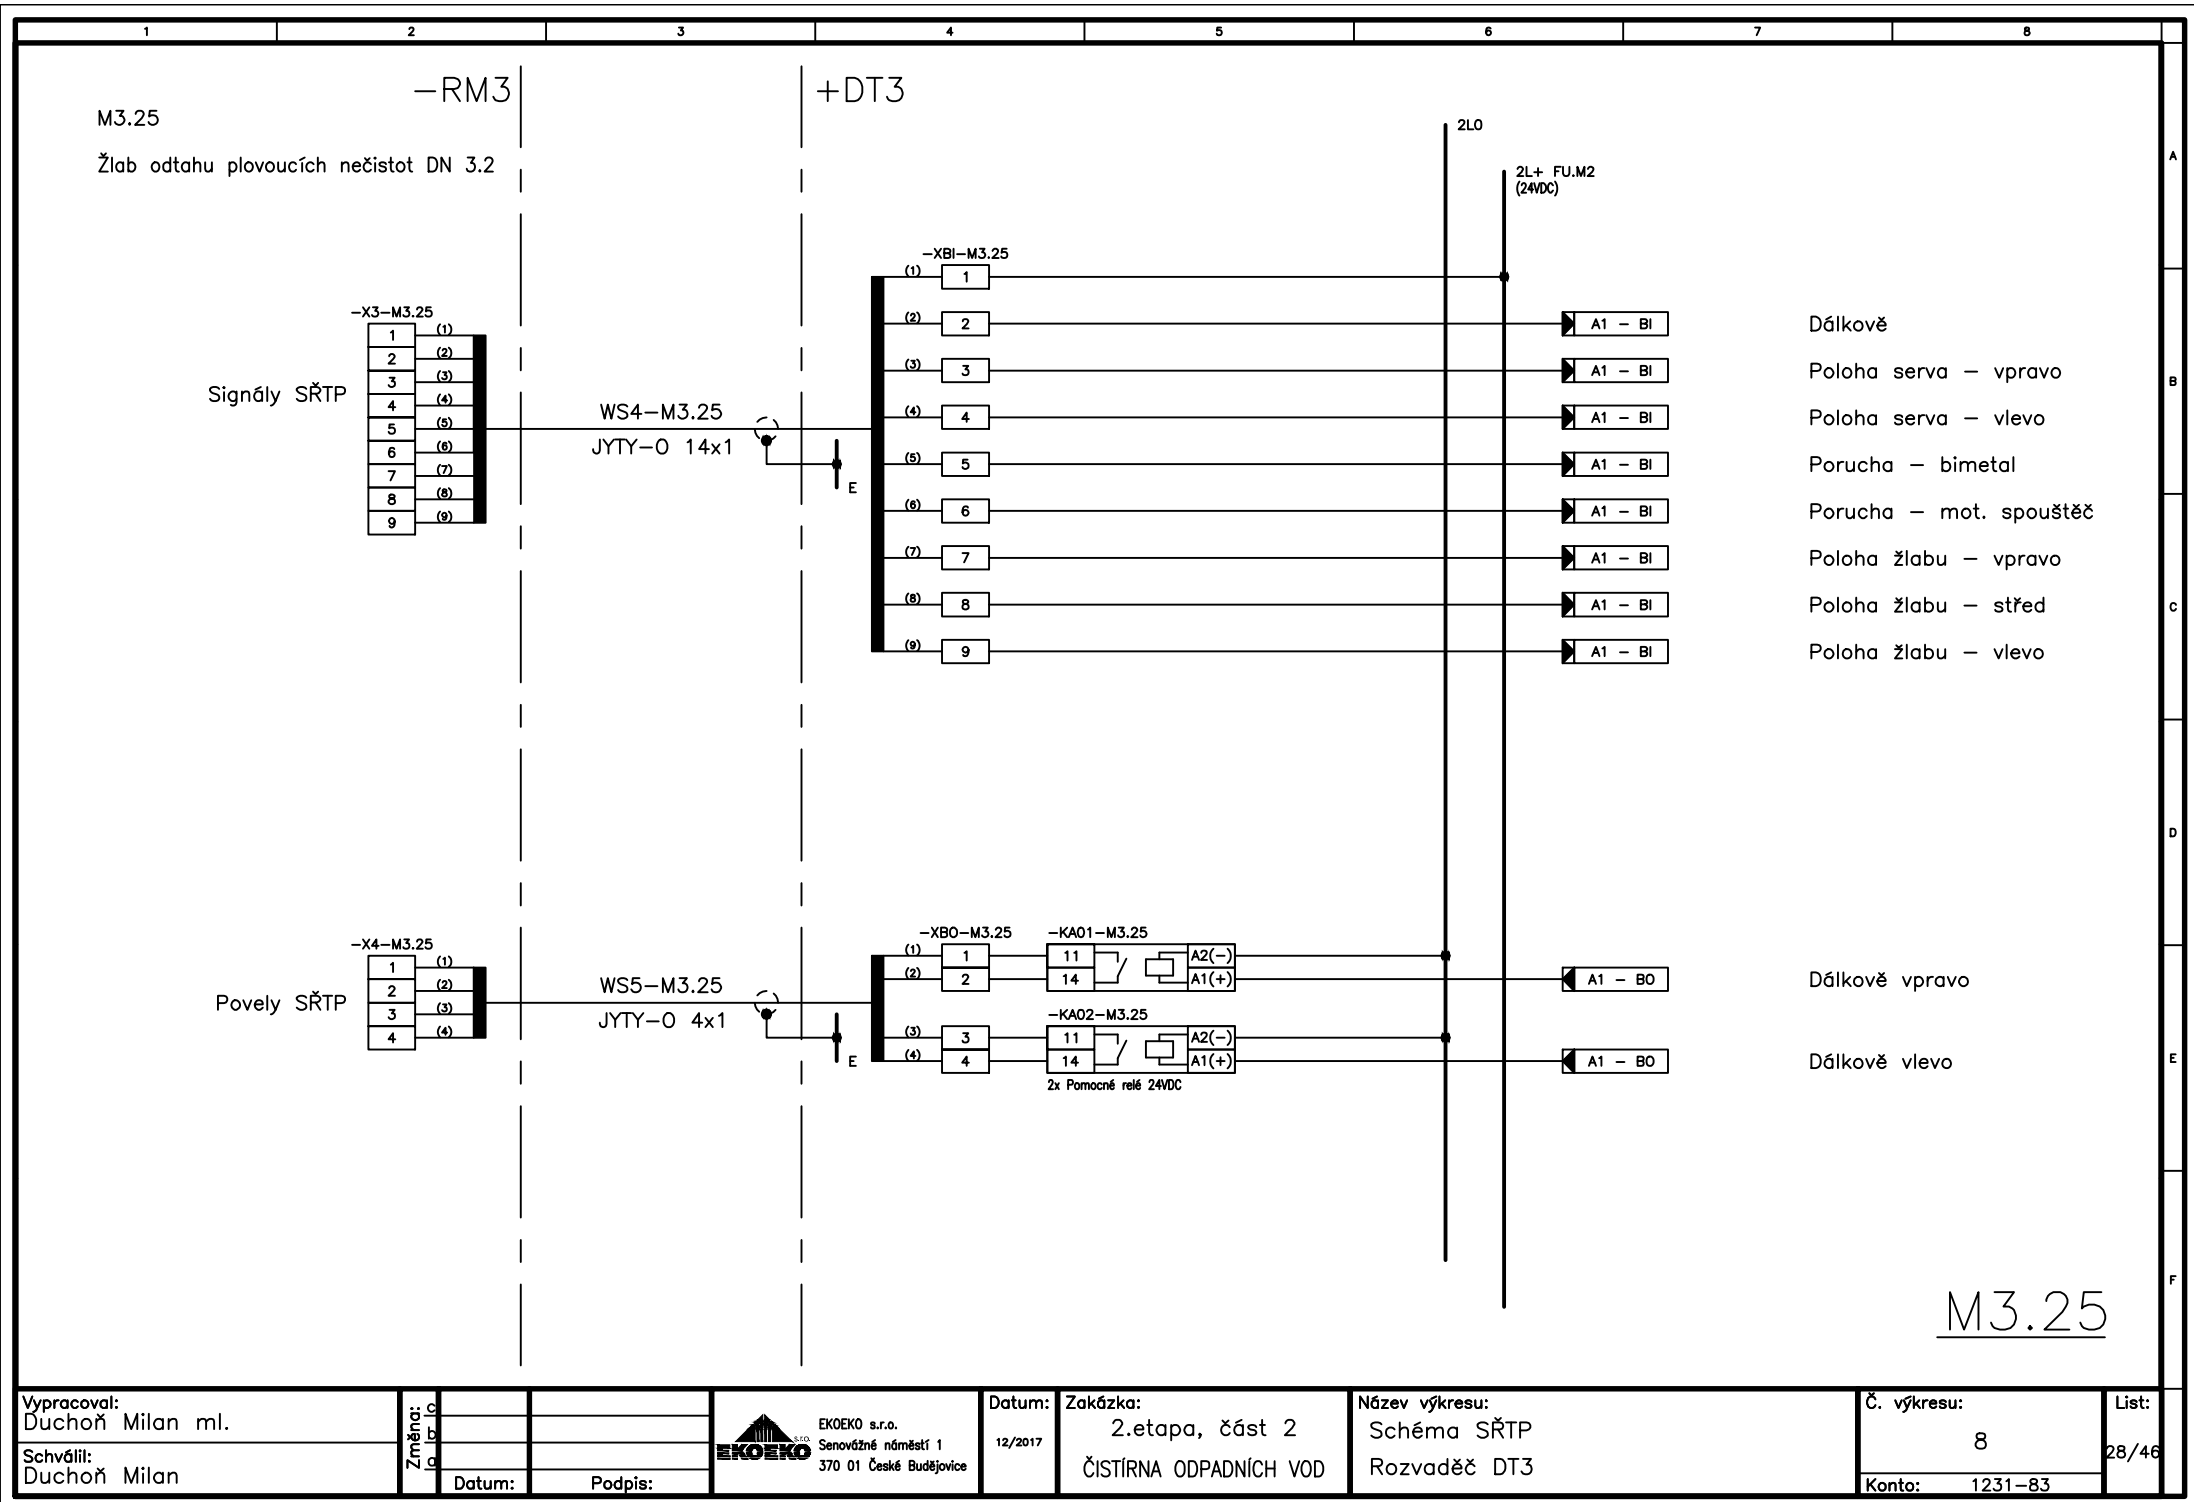 1 2 3 4 5 6 7 8
-RM3
+DT3
M3.25
Žlab odtahu plovoucích nečistot DN 3.2
2L0
2L+ FU.M2
(24VDC)
A
B
C
D
E
F
-X3-M3.25
Signály SŘTP
1 (1)
2 (2)
3 (3)
4 (4)
5 (5)
6 (6)
7 (7)
8 (8)
9 (9)
WS4-M3.25
JYTY-O 14x1
E
-XBI-M3.25
(1) 1
(2) 2 A1 - BI Dálkově
(3) 3 A1 - BI Poloha serva - vpravo
(4) 4 A1 - BI Poloha serva - vlevo
(5) 5 A1 - BI Porucha - bimetal
(6) 6 A1 - BI Porucha - mot. spouštěč
(7) 7 A1 - BI Poloha žlabu - vpravo
(8) 8 A1 - BI Poloha žlabu - střed
(9) 9 A1 - BI Poloha žlabu - vlevo
-X4-M3.25
Povely SŘTP
1 (1)
2 (2)
3 (3)
4 (4)
WS5-M3.25
JYTY-O 4x1
E
-XBO-M3.25 -KA01-M3.25
(1) 1 11 A2(-)
(2) 2 14 A1(+) A1 - BO Dálkově vpravo
-KA02-M3.25
(3) 3 11 A2(-)
(4) 4 14 A1(+) A1 - BO Dálkově vlevo
2x Pomocné relé 24VDC
M3.25
Vypracoval:
Duchoň Milan ml.
Schválil:
Duchoň Milan
Změna:
c
b
a
Datum: Podpis:
EKOEKO s.r.o.
EKOEKO s.r.o.
Senovážné náměstí 1
370 01 České Budějovice
Datum:
12/2017
Zakázka:
2.etapa, část 2
ČISTÍRNA ODPADNÍCH VOD
Název výkresu:
Schéma SŘTP
Rozvaděč DT3
Č. výkresu:
8
Konto: 1231-83
List:
28/46